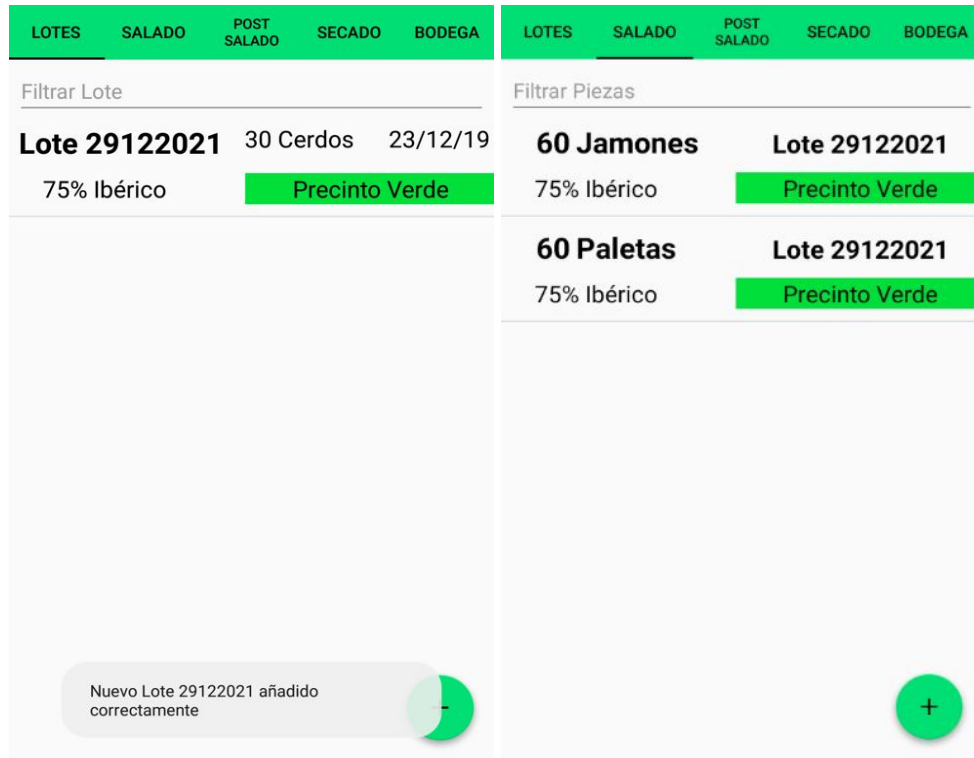 LOTES SALADO POST SALADO SECADO BODEGA
Filtrar Lote
Lote 29122021 30 Cerdos 23/12/19
75% Ibérico Precinto Verde
Nuevo Lote 29122021 añadido
correctamente
LOTES SALADO POST SALADO SECADO BODEGA
Filtrar Piezas
60 Jamones Lote 29122021
75% Ibérico Precinto Verde
60 Paletas Lote 29122021
75% Ibérico Precinto Verde
+